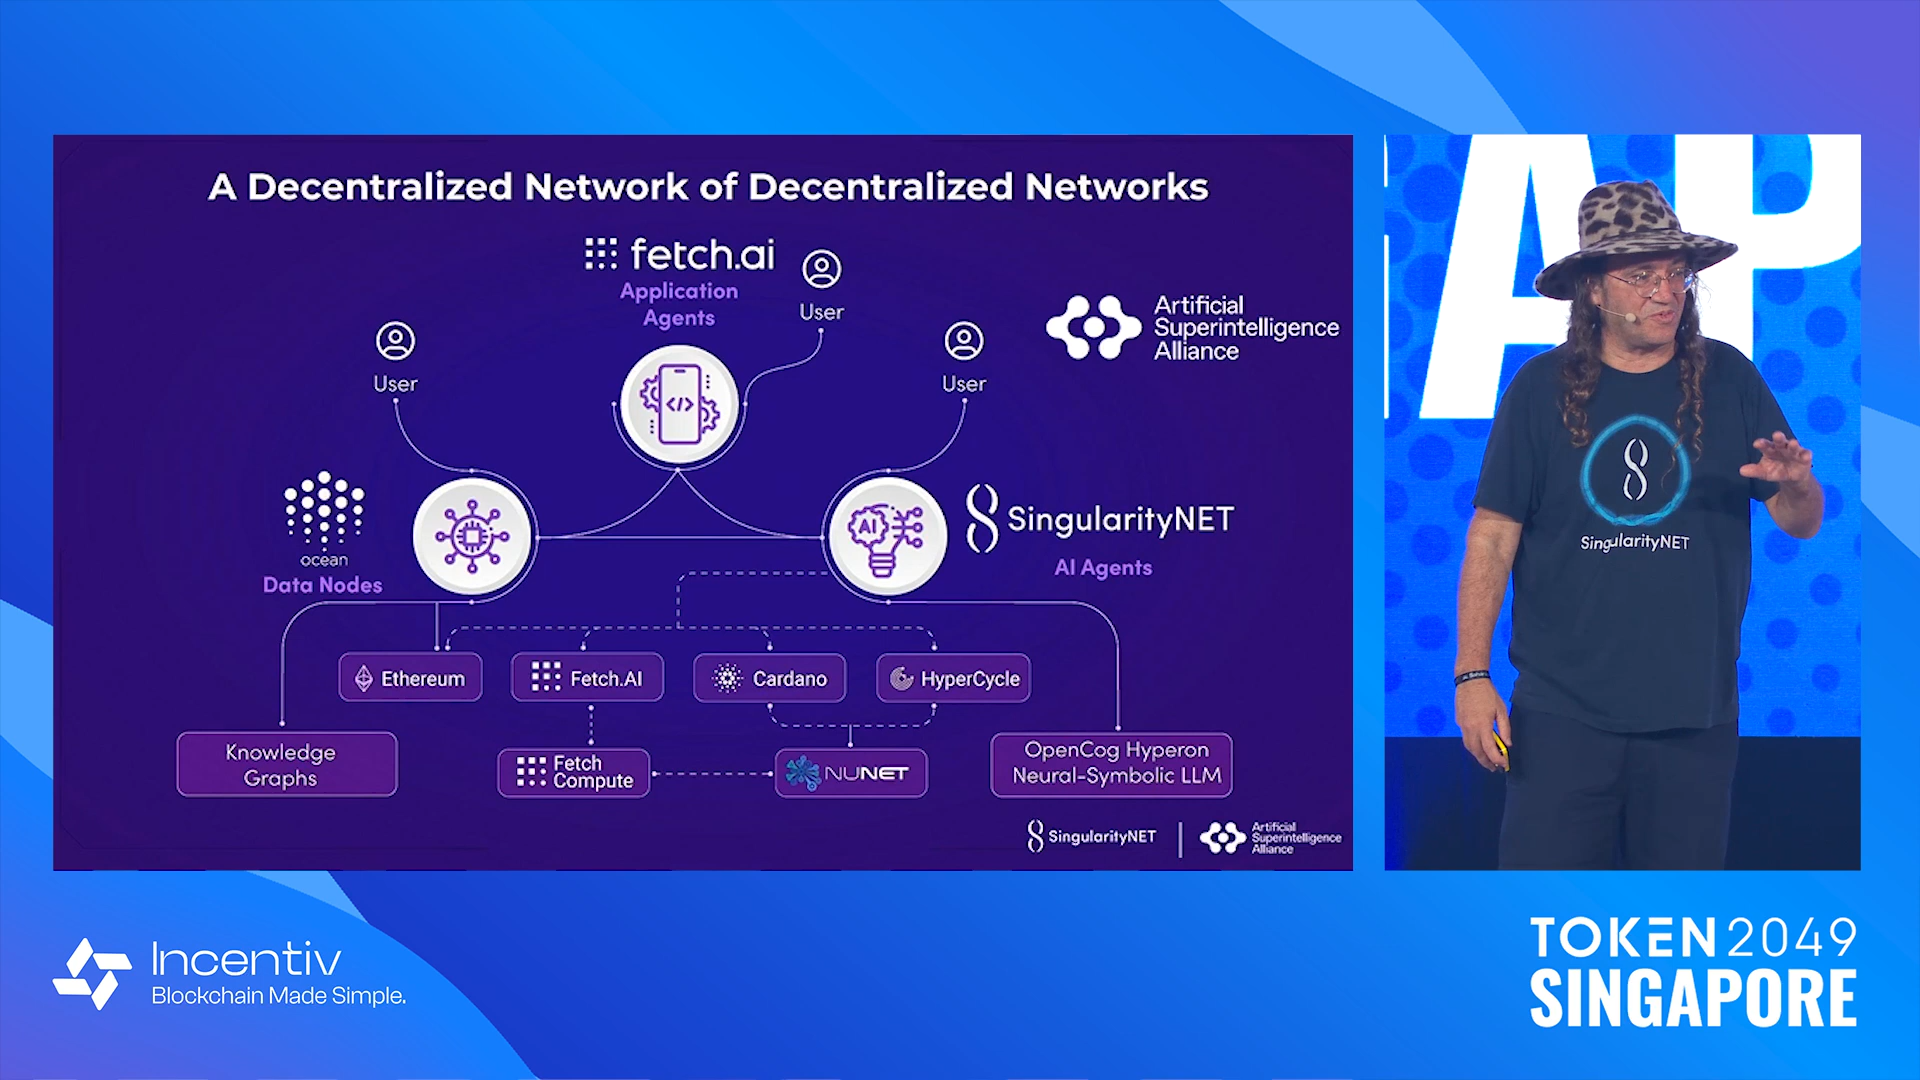 A Decentralized Network of Decentralized Networks
fetch.ai
Application
Agents
User
User
User
Artificial
Superintelligence
Alliance
ocean
Data Nodes
SingularityNET
AI Agents
AI
</>
Ethereum
Fetch.AI
Cardano
HyperCycle
Knowledge
Graphs
Fetch
Compute
NUNET
OpenCog Hyperon
Neural-Symbolic LLM
SingularityNET
Artificial
Superintelligence
Alliance
AP
SingularityNET
Incentiv
Blockchain Made Simple.
TOKEN2049
SINGAPORE